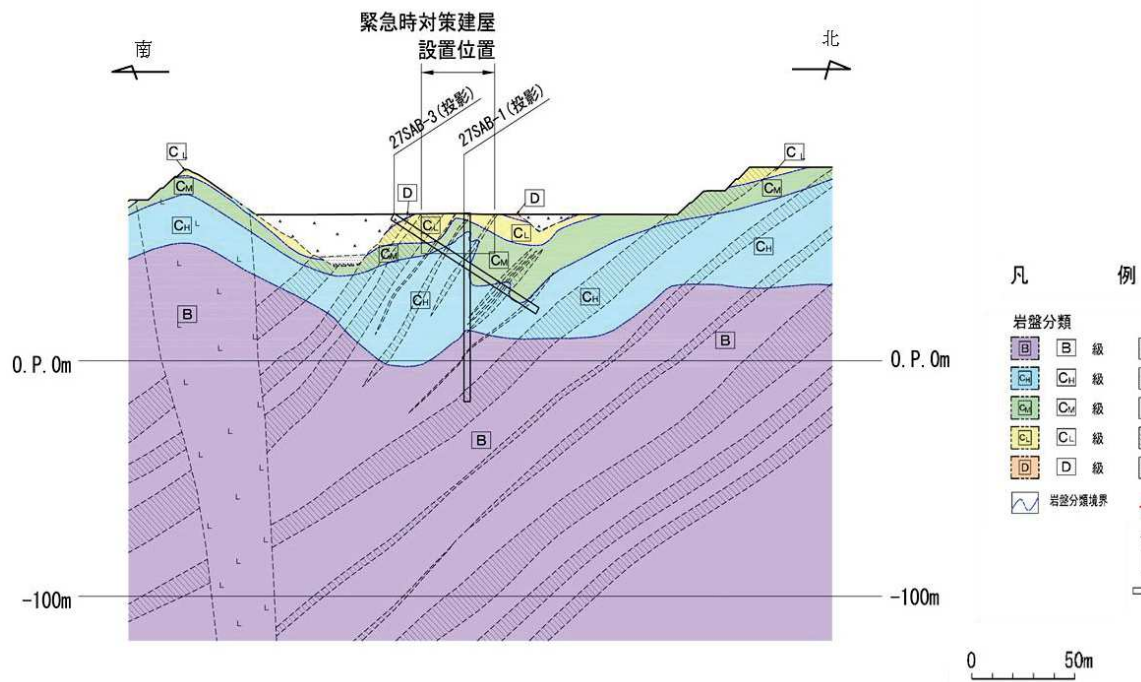 緊急時対策建屋
設置位置
南
北
27SAB-3(投影)
27SAB-1(投影)
CL
CM
CH
B
D
CL
CM
CH
D
CL
CM
CH
B
CL
CM
CH
B
O.P.0m
O.P.0m
-100m
-100m
凡 例
岩盤分類
B B 級
CH CH 級
CM CM 級
CL CL 級
D D 級
岩盤分類境界
0 50m